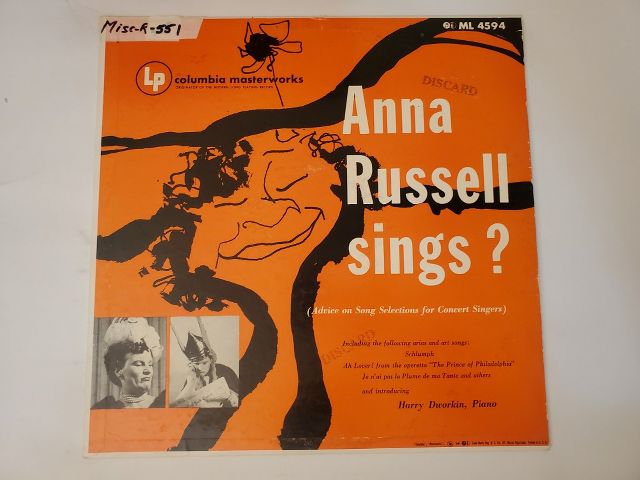 Misc-R-551
ML 4594
Lp columbia masterworks
DISCARD
Anna
Russell
sings ?
(Advice on Song Selections for Concert Singers)
DISCARD
Including the following arias and art songs:
Schlumph
Ah Lover! from the operetta "The Prince of Philadelphia"
Je n'ai pas la Plume de ma Tante and others
and introducing
Harry Dworkin, Piano